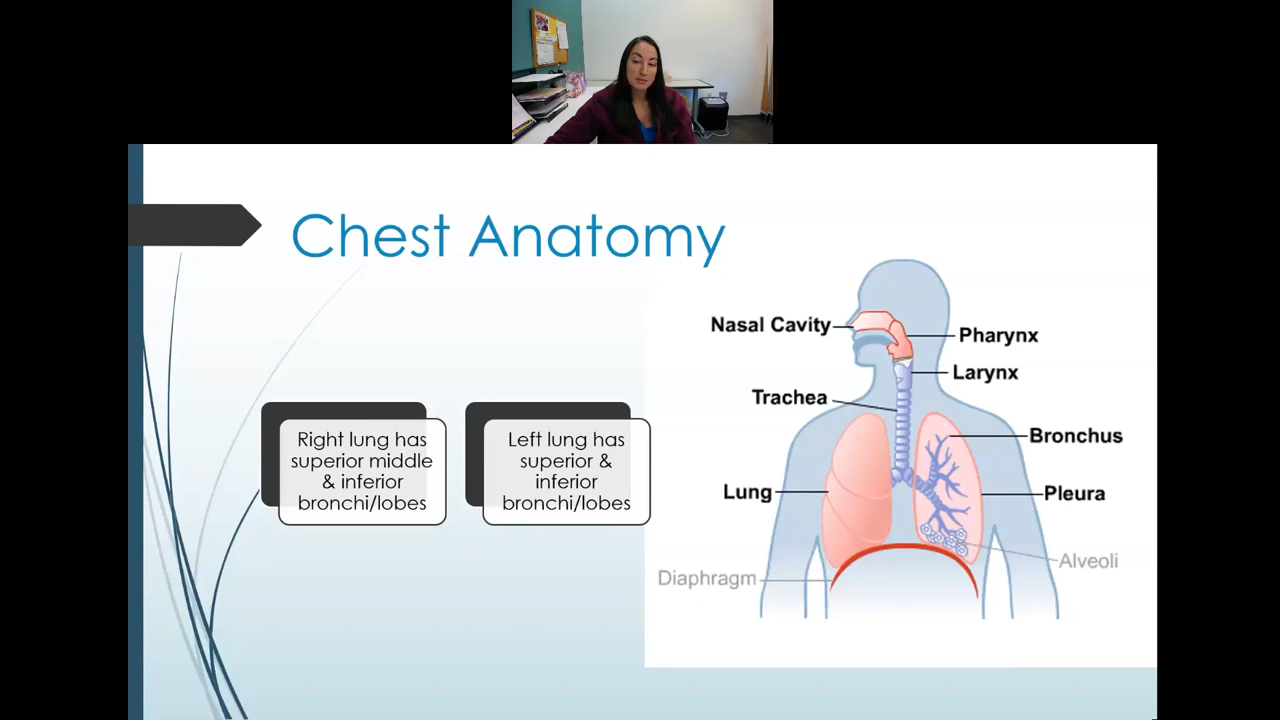 Chest Anatomy
Right lung has
superior middle
& inferior
bronchi/lobes
Left lung has
superior &
inferior
bronchi/lobes
Nasal Cavity
Pharynx
Larynx
Trachea
Bronchus
Lung
Pleura
Alveoli
Diaphragm